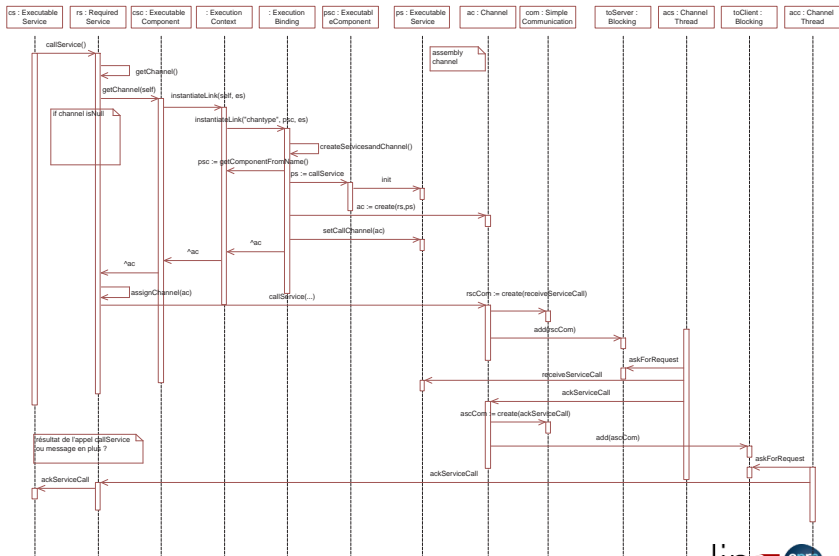 cs : Executable
Service
rs : Required
Service
csc : Executable
Component
: Execution
Context
: Execution
Binding
psc : Executabl
eComponent
ps : Executable
Service
ac : Channel
com : Simple
Communication
toServer :
Blocking
acs : Channel
Thread
toClient :
Blocking
acc : Channel
Thread
callService()
assembly
channel
getChannel()
getChannel(self)
instantiateLink(self, es)
if channel isNull
instantiateLink("chantype", psc, es)
createServicesandChannel()
psc := getComponentFromName()
ps := callService
init
ac := create(rs,ps)
setCallChannel(ac)
^ac
^ac
^ac
assignChannel(ac)
callService(...)
rscCom := create(receiveServiceCall)
add(rscCom)
askForRequest
receiveServiceCall
ackServiceCall
ascCom := create(ackServiceCall)
résultat de l'appel callService
ou message en plus ?
add(ascCom)
askForRequest
ackServiceCall
ackServiceCall